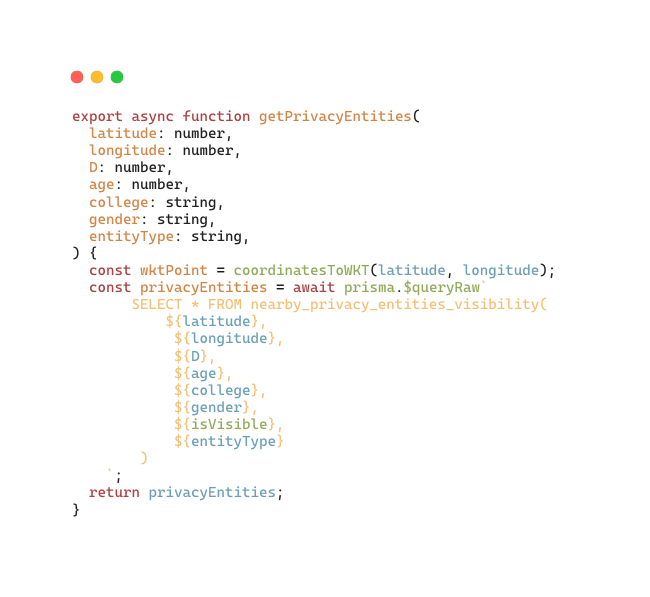 export async function getPrivacyEntities(
  latitude: number,
  longitude: number,
  D: number,
  age: number,
  college: string,
  gender: string,
  entityType: string,
) {
  const wktPoint = coordinatesToWKT(latitude, longitude);
  const privacyEntities = await prisma.$queryRaw`
       SELECT * FROM nearby_privacy_entities_visibility(
           ${latitude},
            ${longitude},
            ${D},
            ${age},
            ${college},
            ${gender},
            ${isVisible},
            ${entityType}
        )
    `;
  return privacyEntities;
}